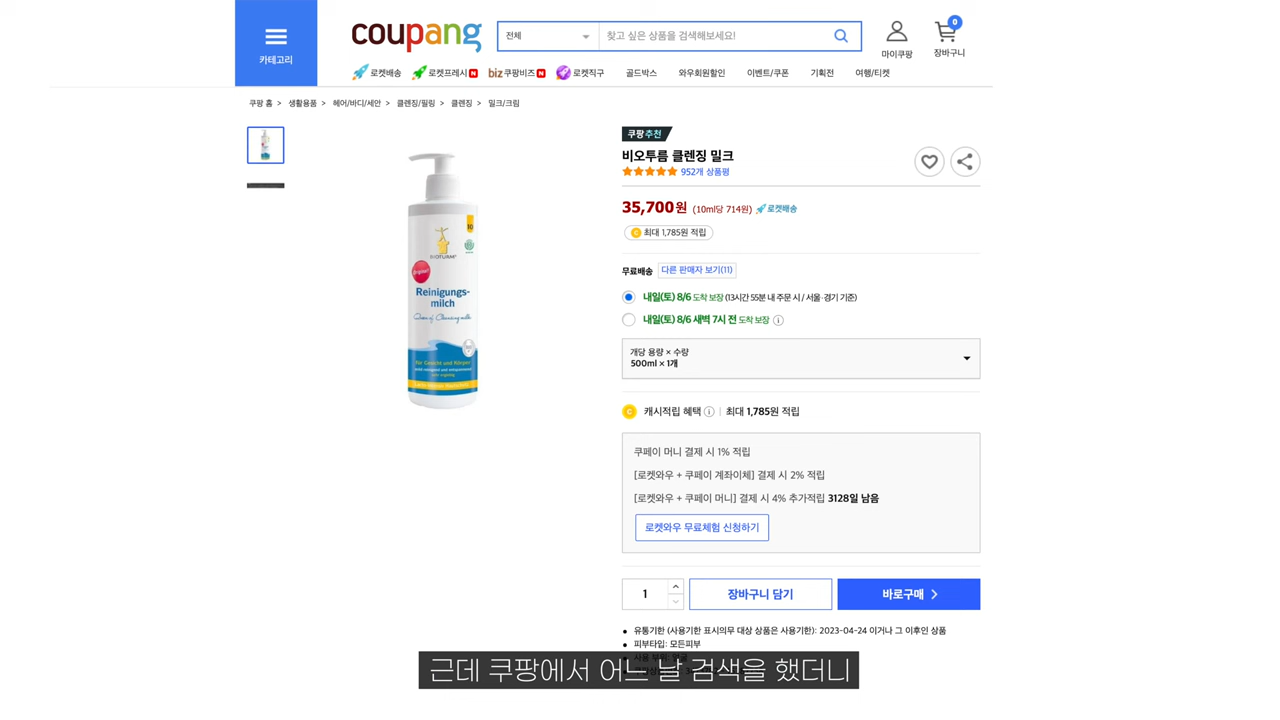 카테고리
coupang
전체
찾고 싶은 상품을 검색해보세요!
마이쿠팡
0
장바구니
로켓배송
로켓프레시 N
biz 쿠팡비즈 N
로켓직구
골드박스
와우회원할인
이벤트/쿠폰
기획전
여행/티켓
쿠팡 홈 > 생활용품 > 헤어/바디/세안 > 클렌징/필링 > 클렌징 > 밀크/크림
BIOTURM
10
Original
Reinigungs-
milch
Queen of Cleansing milks
Für Gesicht und Körper
쿠팡추천
비오투름 클렌징 밀크
952개 상품평
35,700원 (10ml당 714원) 로켓배송
C 최대 1,785원 적립
무료배송 다른 판매자 보기(11)
내일(토) 8/6 도착 보장 (13시간 55분 내 주문 시 / 서울·경기 기준)
내일(토) 8/6 새벽 7시 전 도착 보장
개당 용량 × 수량
500ml × 1개
C 캐시적립 혜택 | 최대 1,785원 적립
쿠페이 머니 결제 시 1% 적립
[로켓와우 + 쿠페이 계좌이체] 결제 시 2% 적립
[로켓와우 + 쿠페이 머니] 결제 시 4% 추가적립 3128일 남음
로켓와우 무료체험 신청하기
1
장바구니 담기
바로구매
유통기한 (사용기한 표시의무 대상 상품은 사용기한): 2023-04-24 이거나 그 이후인 상품
피부타입: 모든피부
사용 부위: 얼굴
근데 쿠팡에서 어느 날 검색을 했더니